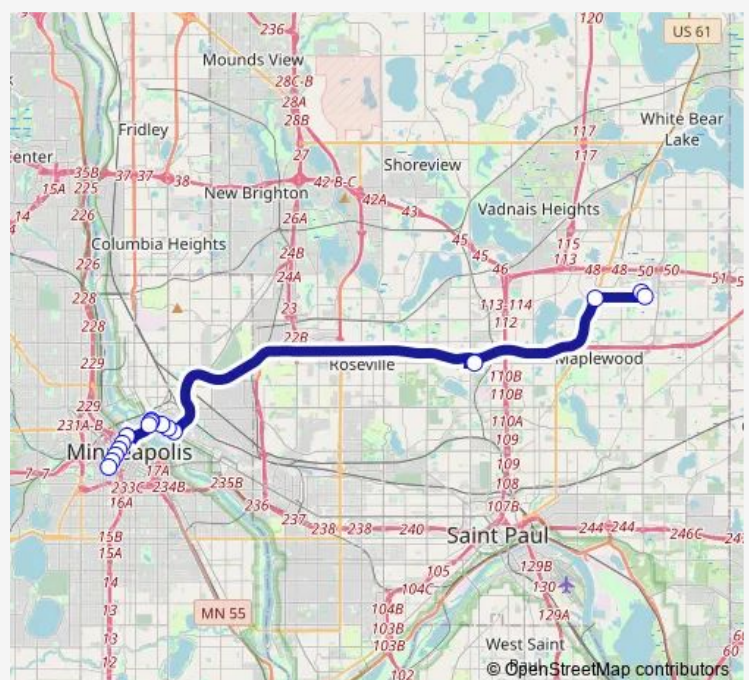 US 61
120
236
Mounds View
28C-B
28A
28B
White Bear
Lake
117
117
Fridley
27
Shoreview
35B 37 37 38
42 B-C
42A
15A
225
226
New Brighton
43
26A
Vadnais Heights
45
45
46
115
113
48 48 50 50
51
Columbia Heights
226
24B
24A
228
228
23
113-114
112
22B
229
Roseville
Maplewood
110B
110B
229
231A-B
110A
109
Minneapolis
7 7
17A
233C 234B
235B
16A
109
108
107B
236
237
238 238 240
244 244 246C
15B
15A
Saint Paul
14
105
129B
104C
130
13
13
12
MN 55
104B
103B
103B
129A
102
60
West Saint
Paul
© OpenStreetMap contributors